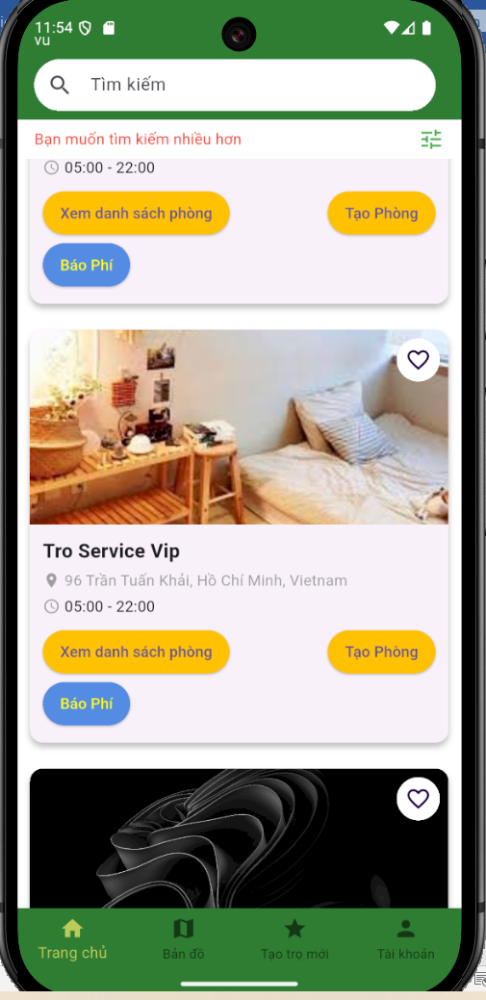 11:54
vu
Tìm kiếm
Bạn muốn tìm kiếm nhiều hơn
05:00 - 22:00
Xem danh sách phòng
Tạo Phòng
Báo Phí
Tro Service Vip
96 Trần Tuấn Khải, Hồ Chí Minh, Vietnam
05:00 - 22:00
Xem danh sách phòng
Tạo Phòng
Báo Phí
Trang chủ
Bản đồ
Tạo trọ mới
Tài khoản